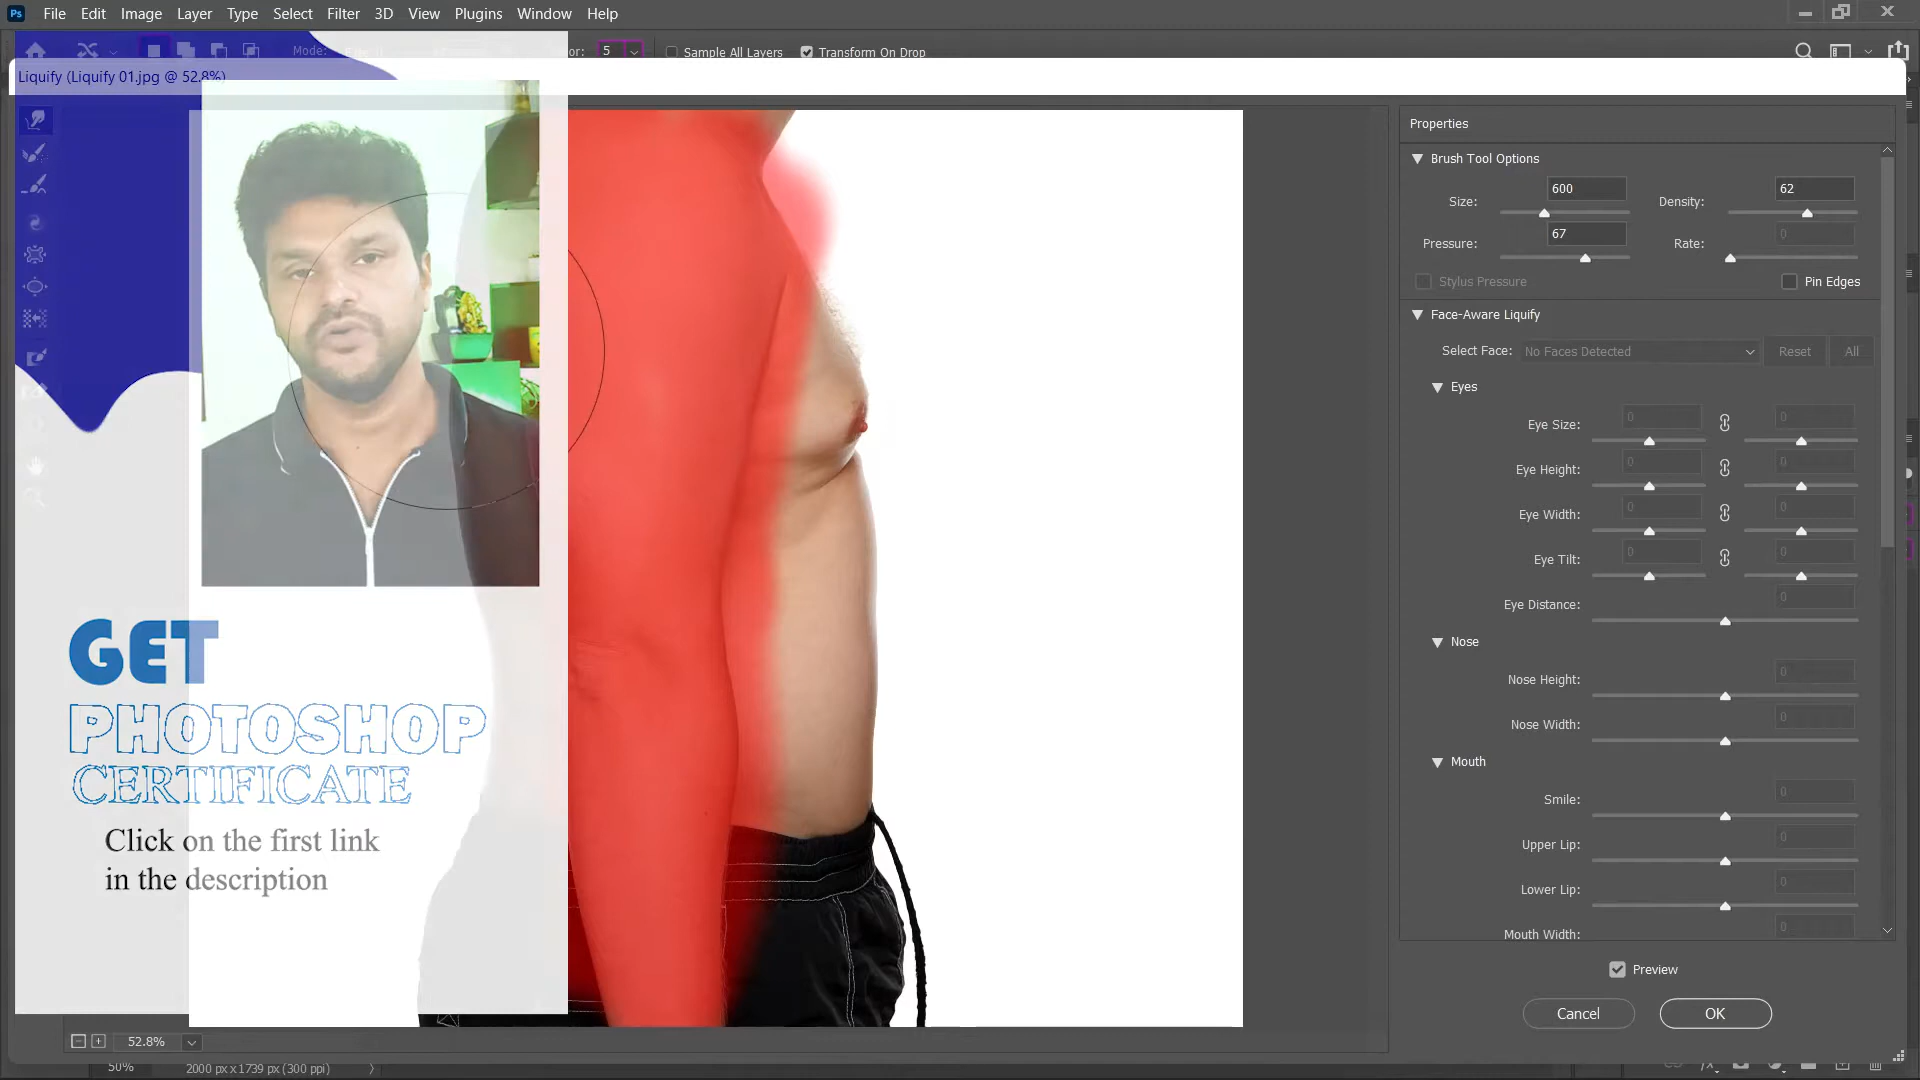 Ps File Edit Image Layer Type Select Filter 3D View Plugins Window Help
Mode: 5 Sample All Layers Transform On Drop
Liquify (Liquify 01.jpg @ 52.8%)
Properties
Brush Tool Options
Size: 600 Density: 62
Pressure: 67 Rate: 0
Stylus Pressure Pin Edges
Face-Aware Liquify
Select Face: No Faces Detected Reset All
Eyes
Eye Size: 0 0
Eye Height: 0 0
Eye Width: 0 0
Eye Tilt: 0 0
Eye Distance: 0
Nose
Nose Height: 0
Nose Width: 0
Mouth
Smile: 0
Upper Lip: 0
Lower Lip: 0
Mouth Width: 0
Preview
Cancel OK
GET
PHOTOSHOP
CERTIFICATE
Click on the first link
in the description
52.8%
50% 2000 px x 1739 px (300 ppi)